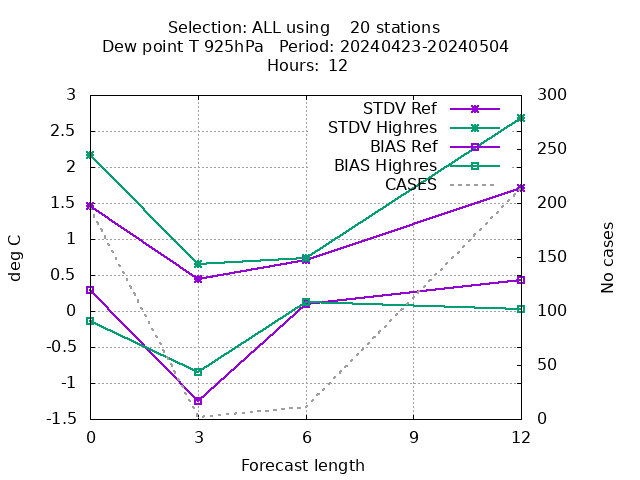 Selection: ALL using    20 stations
Dew point T 925hPa   Period: 20240423-20240504
Hours:  12
3
2.5
2
1.5
1
0.5
0
-0.5
-1
-1.5
300
250
200
150
100
50
0
STDV Ref
STDV Highres
BIAS Ref
BIAS Highres
CASES
deg C
No cases
0 3 6 9 12
Forecast length